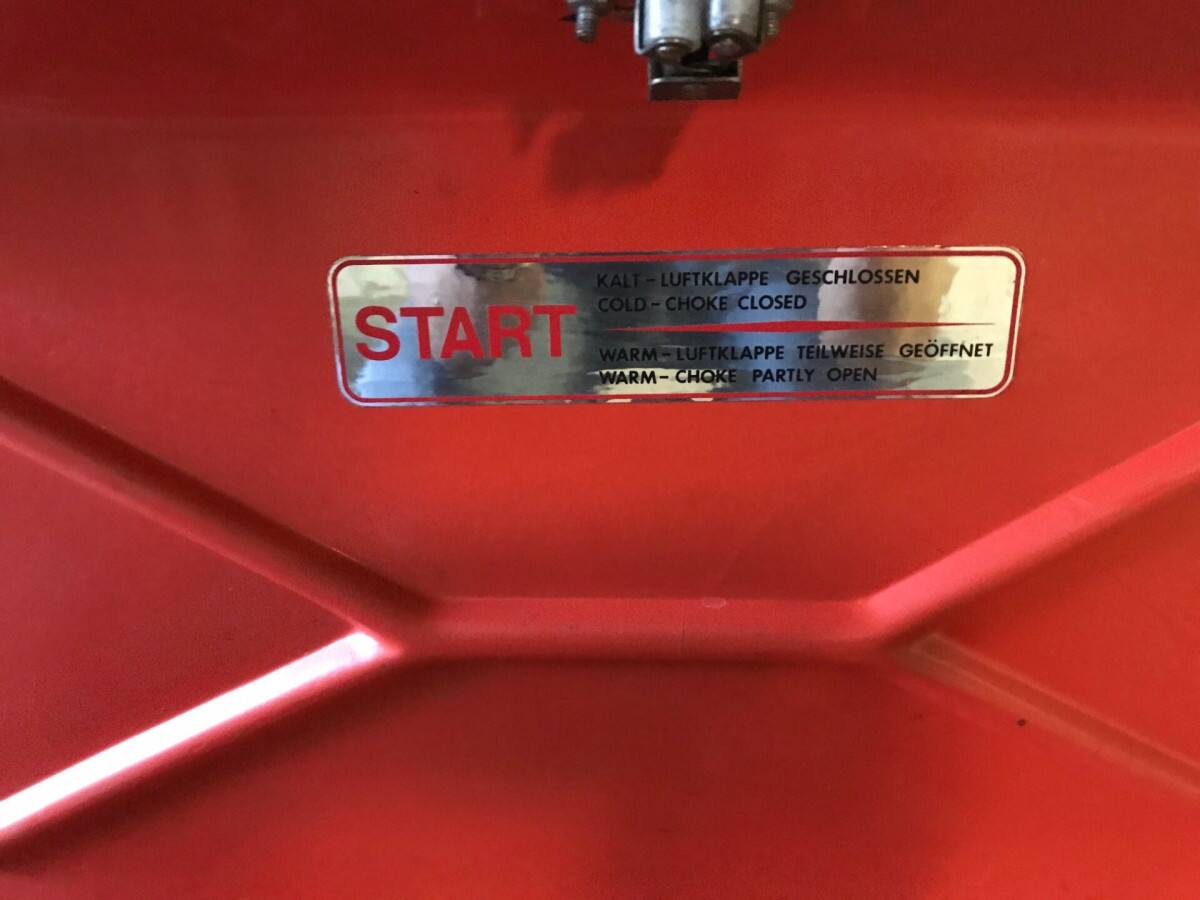 START
KALT - LUFTKLAPPE GESCHLOSSEN
COLD - CHOKE CLOSED
WARM - LUFTKLAPPE TEILWEISE GEÖFFNET
WARM - CHOKE PARTLY OPEN